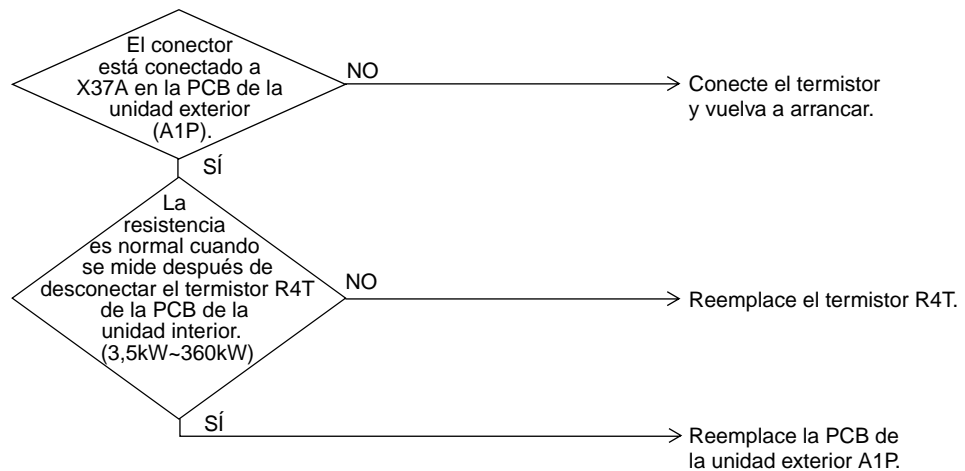 El conector
está conectado a
X37A en la PCB de la
unidad exterior
(A1P).
NO
Conecte el termistor
y vuelva a arrancar.
SÍ
La
resistencia
es normal cuando
se mide después de
desconectar el termistor R4T
de la PCB de la
unidad interior.
(3,5kW~360kW)
NO
Reemplace el termistor R4T.
SÍ
Reemplace la PCB de
la unidad exterior A1P.